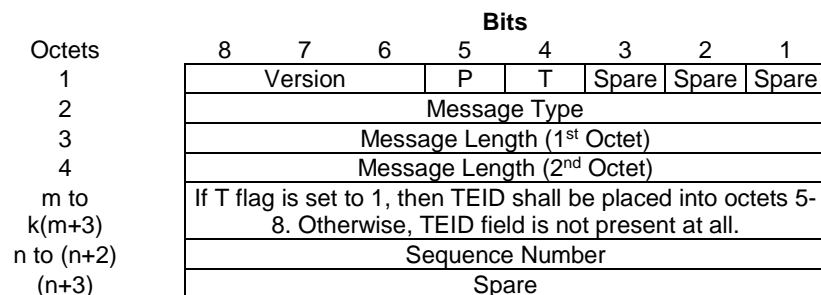 Bits
Octets 8 7 6 5 4 3 2 1
1 Version P T Spare Spare Spare
2 Message Type
3 Message Length (1st Octet)
4 Message Length (2nd Octet)
m to k(m+3) If T flag is set to 1, then TEID shall be placed into octets 5-
8. Otherwise, TEID field is not present at all.
n to (n+2) Sequence Number
(n+3) Spare